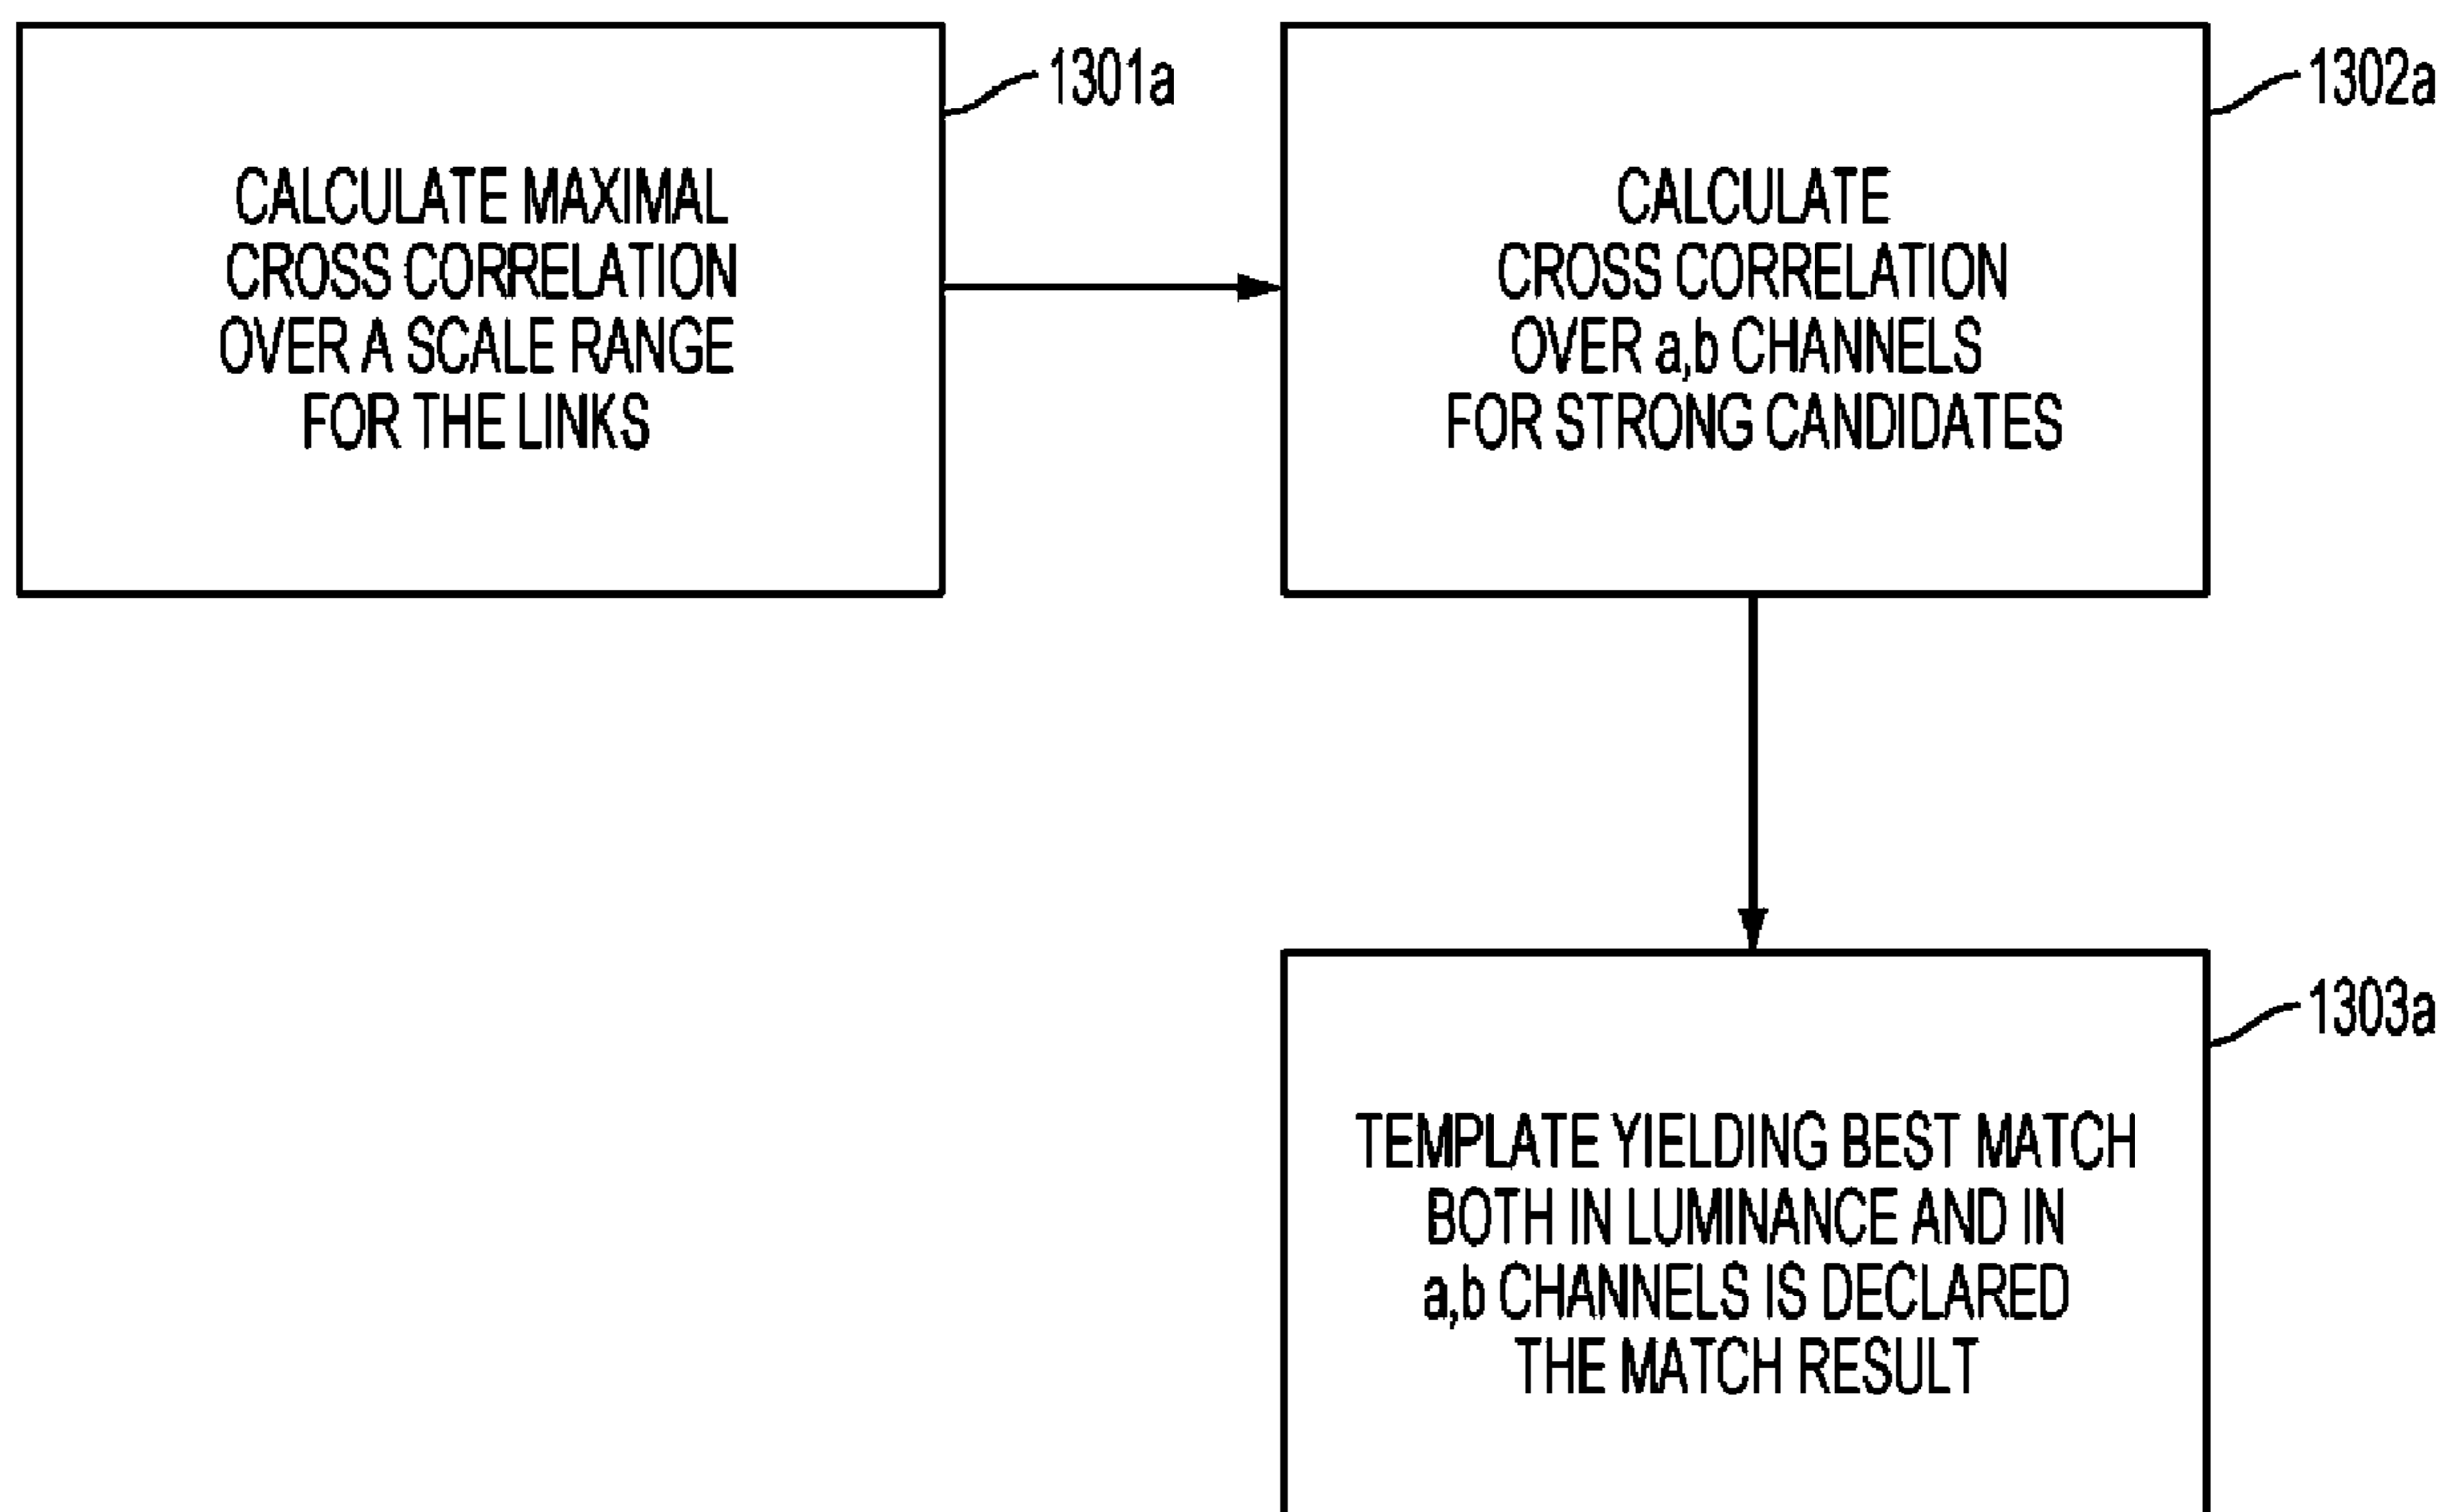 1301a
CALCULATE MAXIMAL
CROSS CORRELATION
OVER A SCALE RANGE
FOR THE LINKS
1302a
CALCULATE
CROSS CORRELATION
OVER a,b CHANNELS
FOR STRONG CANDIDATES
1303a
TEMPLATE YIELDING BEST MATCH
BOTH IN LUMINANCE AND IN
a,b CHANNELS IS DECLARED
THE MATCH RESULT